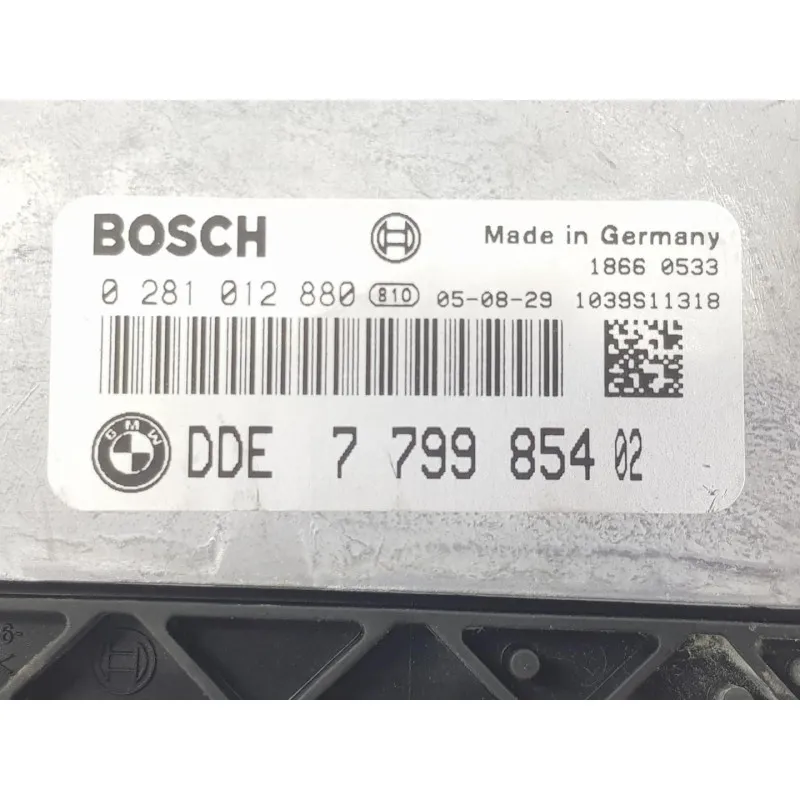 BOSCH Made in Germany
1866 0533
0 281 012 880 810 05-08-29 1039S11318
BMW DDE 7 799 854 02